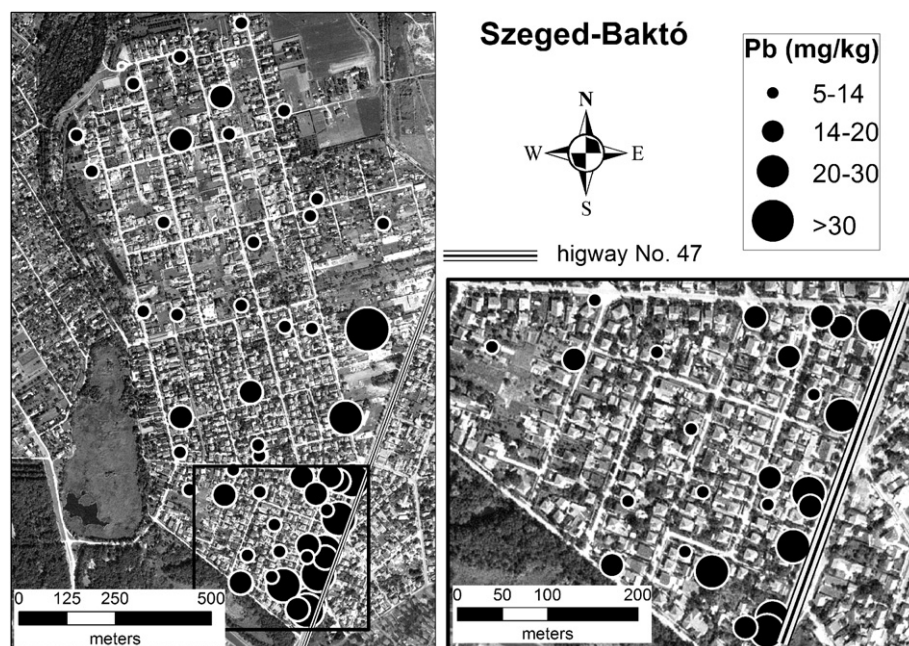 Szeged-Baktó
Pb (mg/kg)
5-14
14-20
20-30
>30
N
W E
S
higway No. 47
0 125 250 500
meters
0 50 100 200
meters